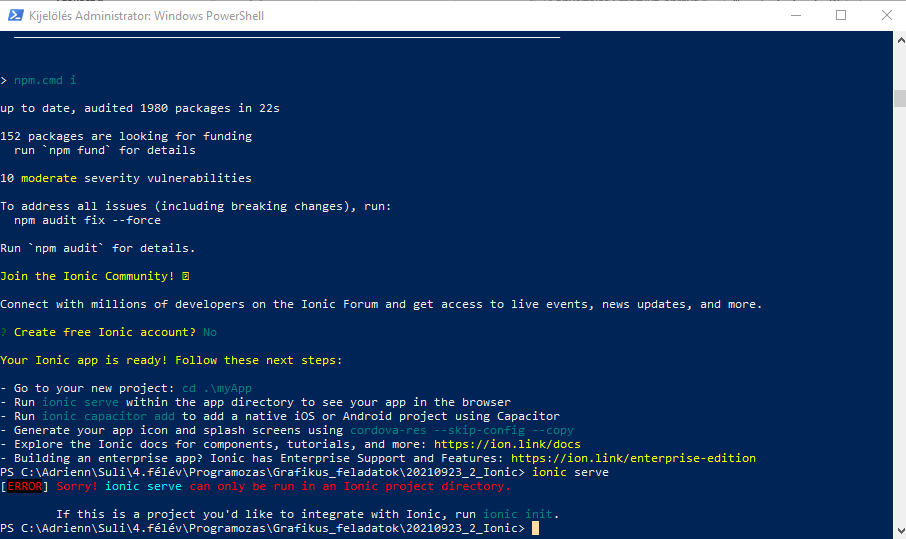 Kijelölés Administrator: Windows PowerShell
> npm.cmd i
up to date, audited 1980 packages in 22s
152 packages are looking for funding
  run `npm fund` for details
10 moderate severity vulnerabilities
To address all issues (including breaking changes), run:
  npm audit fix --force
Run `npm audit` for details.
Join the Ionic Community!
Connect with millions of developers on the Ionic Forum and get access to live events, news updates, and more.
? Create free Ionic account? No
Your Ionic app is ready! Follow these next steps:
- Go to your new project: cd .\myApp
- Run ionic serve within the app directory to see your app in the browser
- Run ionic capacitor add to add a native iOS or Android project using Capacitor
- Generate your app icon and splash screens using cordova-res --skip-config --copy
- Explore the Ionic docs for components, tutorials, and more: https://ion.link/docs
- Building an enterprise app? Ionic has Enterprise Support and Features: https://ion.link/enterprise-edition
PS C:\Adrienn\Suli\4.félév\Programozas\Grafikus_feladatok\20210923_2_Ionic> ionic serve
[ERROR] Sorry! ionic serve can only be run in an Ionic project directory.
        If this is a project you'd like to integrate with Ionic, run ionic init.
PS C:\Adrienn\Suli\4.félév\Programozas\Grafikus_feladatok\20210923_2_Ionic>